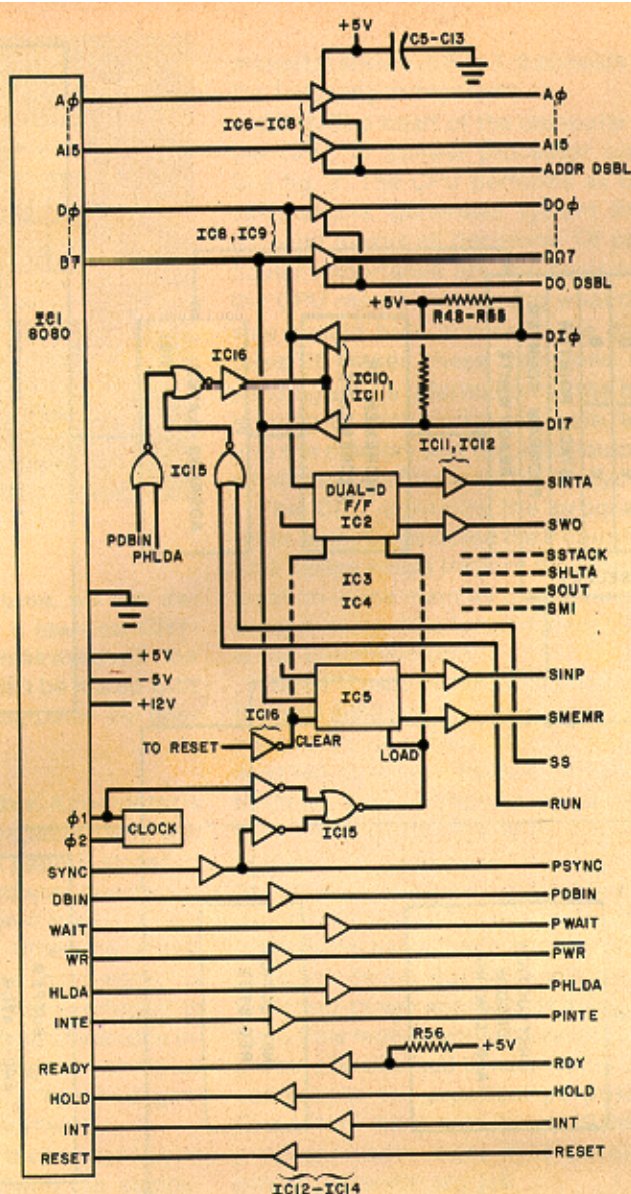 +5V
C5-C13
Aϕ
Aϕ
IC6-IC8
A15
A15
ADDR DSBL
Dϕ
DOϕ
IC8, IC9
D7
DO7
DO DSBL
+5V
R48-R55
IC1
8080
IC16
DIϕ
IC10,
IC11
DI7
IC11, IC12
IC15
DUAL-D
F/F
IC2
SINTA
SWO
PDBIN
PHLDA
SSTACK
SHLTA
SOUT
SMI
IC3
IC4
+5V
-5V
+12V
IC5
SINP
IC16
SMEMR
TO RESET
CLEAR
LOAD
SS
RUN
ϕ1
CLOCK
ϕ2
IC15
SYNC
PSYNC
DBIN
PDBIN
WAIT
PWAIT
W̅R̅
P̅W̅R̅
HLDA
PHLDA
INTE
PINTE
R56
+5V
READY
RDY
HOLD
HOLD
INT
INT
RESET
RESET
IC12-IC14